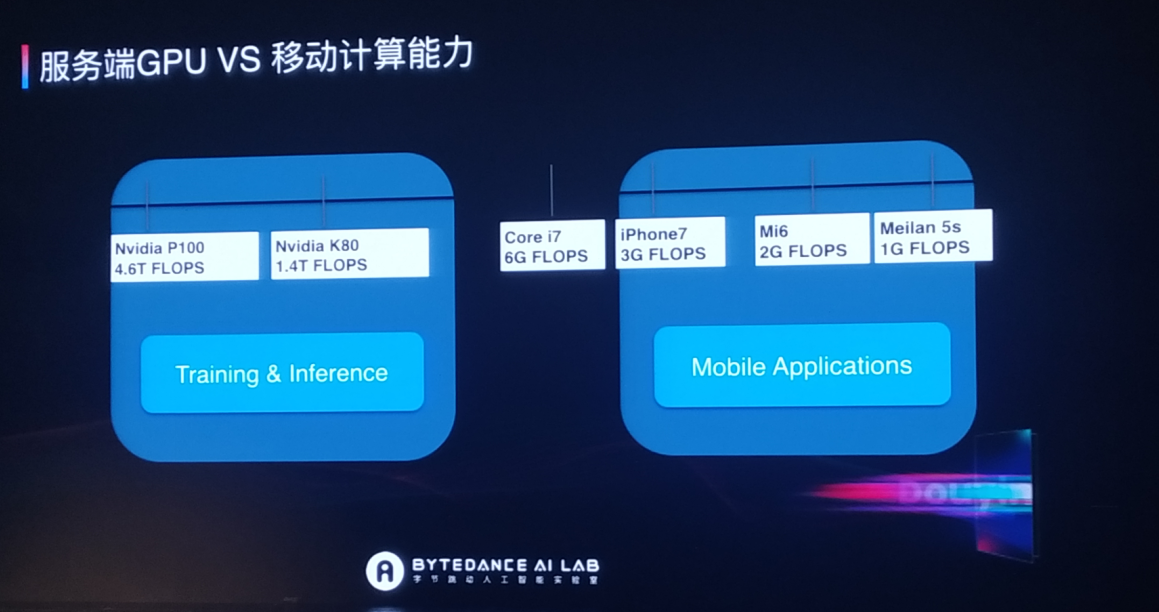 服务端GPU VS 移动计算能力
Nvidia P100
4.6T FLOPS
Nvidia K80
1.4T FLOPS
Core i7
6G FLOPS
iPhone7
3G FLOPS
Mi6
2G FLOPS
Meilan 5s
1G FLOPS
Training & Inference
Mobile Applications
BYTEDANCE AI LAB
字节跳动人工智能实验室